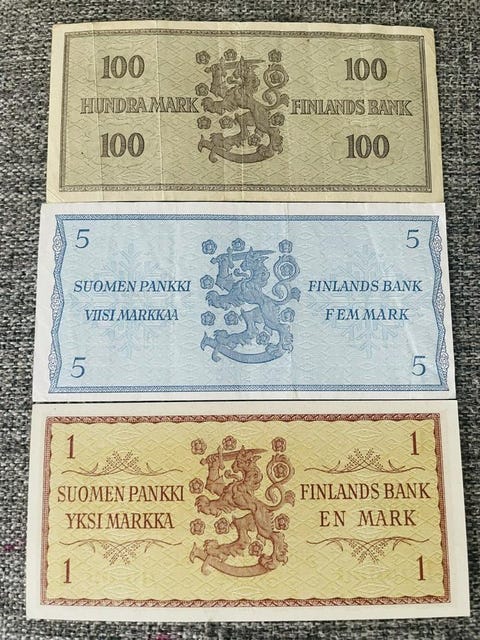 100 100
HUNDRA MARK FINLANDS BANK
100 100
5 5
SUOMEN PANKKI FINLANDS BANK
VIISI MARKKAA FEM MARK
5 5
1 1
SUOMEN PANKKI FINLANDS BANK
YKSI MARKKA EN MARK
1 1